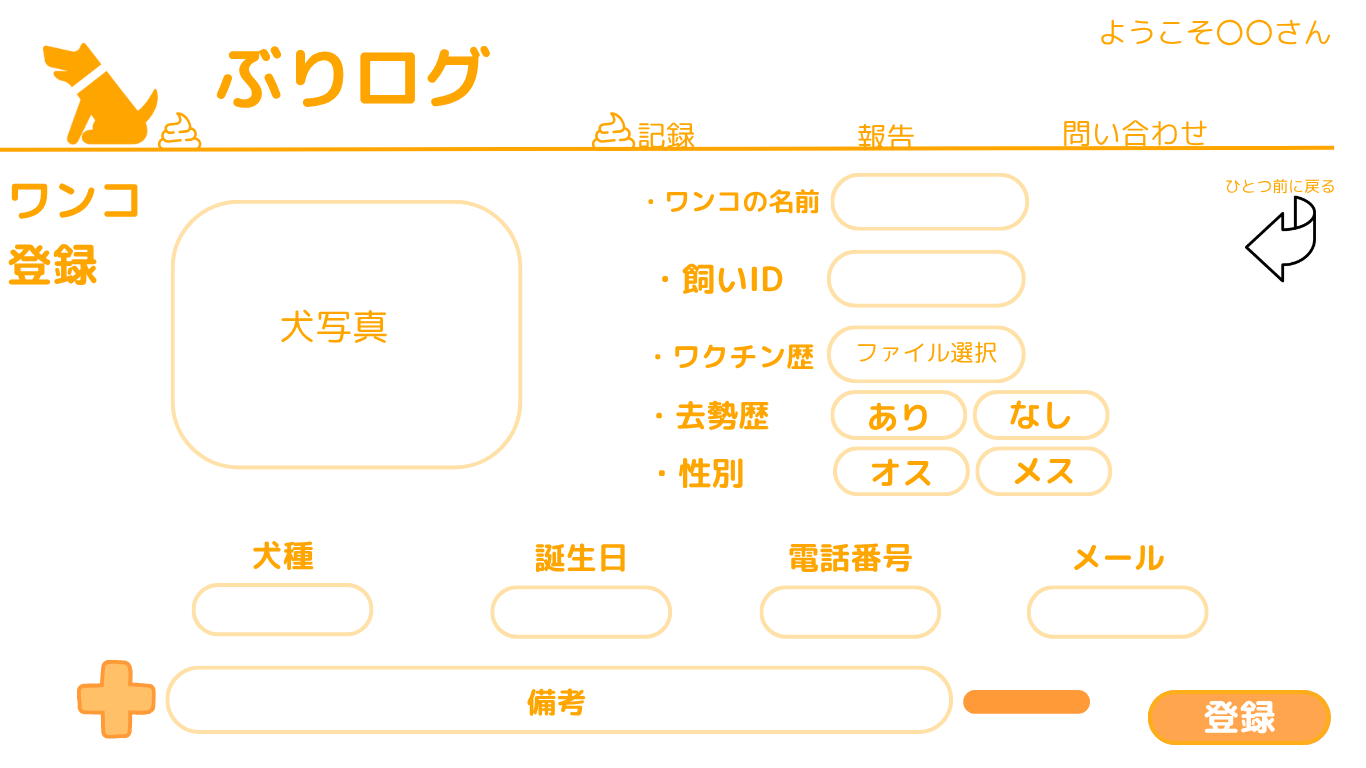 ようこそ〇〇さん
ぶりログ
記録
報告
問い合わせ
ワンコ
登録
ひとつ前に戻る
犬写真
・ワンコの名前
・飼いID
・ワクチン歴
ファイル選択
・去勢歴
あり
なし
・性別
オス
メス
犬種
誕生日
電話番号
メール
備考
登録